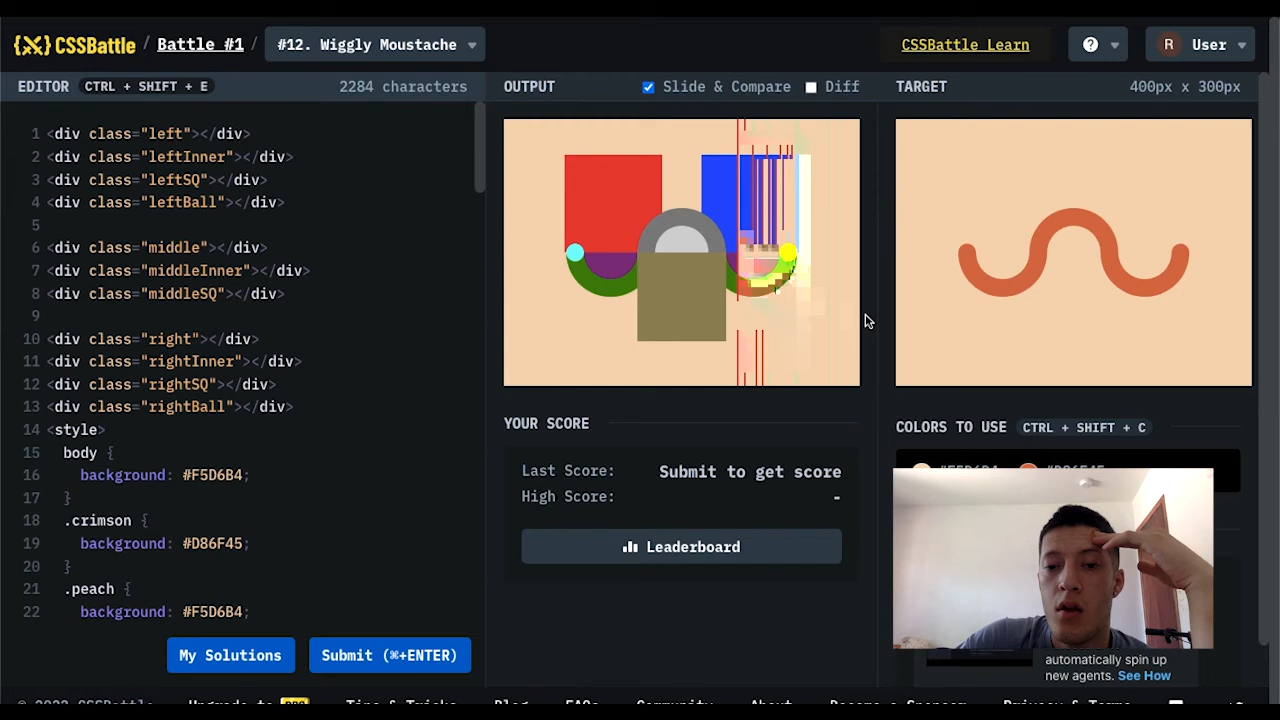 {X} CSSBattle / Battle #1 / #12. Wiggly Moustache
CSSBattle Learn
? R User
EDITOR CTRL + SHIFT + E 2284 characters
OUTPUT Slide & Compare Diff
TARGET 400px x 300px
1 <div class="left"></div>
2 <div class="leftInner"></div>
3 <div class="leftSQ"></div>
4 <div class="leftBall"></div>
5
6 <div class="middle"></div>
7 <div class="middleInner"></div>
8 <div class="middleSQ"></div>
9
10 <div class="right"></div>
11 <div class="rightInner"></div>
12 <div class="rightSQ"></div>
13 <div class="rightBall"></div>
14 <style>
15 body {
16 background: #F5D6B4;
17 }
18 .crimson {
19 background: #D86F45;
20 }
21 .peach {
22 background: #F5D6B4;
My Solutions
Submit (⌘+ENTER)
YOUR SCORE
Last Score: Submit to get score
High Score: -
Leaderboard
COLORS TO USE CTRL + SHIFT + C
automatically spin up
new agents. See How